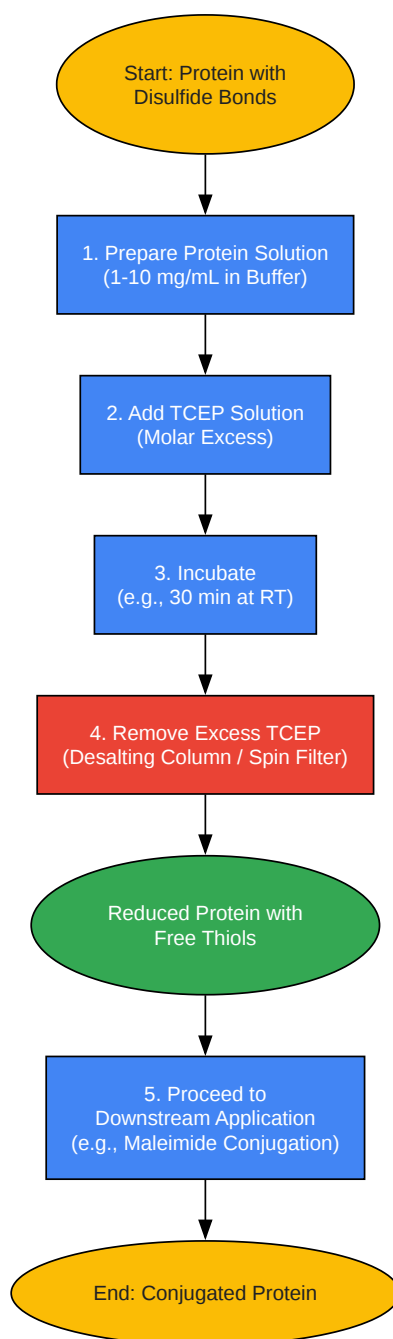 Start: Protein with
Disulfide Bonds
1. Prepare Protein Solution
(1-10 mg/mL in Buffer)
2. Add TCEP Solution
(Molar Excess)
3. Incubate
(e.g., 30 min at RT)
4. Remove Excess TCEP
(Desalting Column / Spin Filter)
Reduced Protein with
Free Thiols
5. Proceed to
Downstream Application
(e.g., Maleimide Conjugation)
End: Conjugated Protein